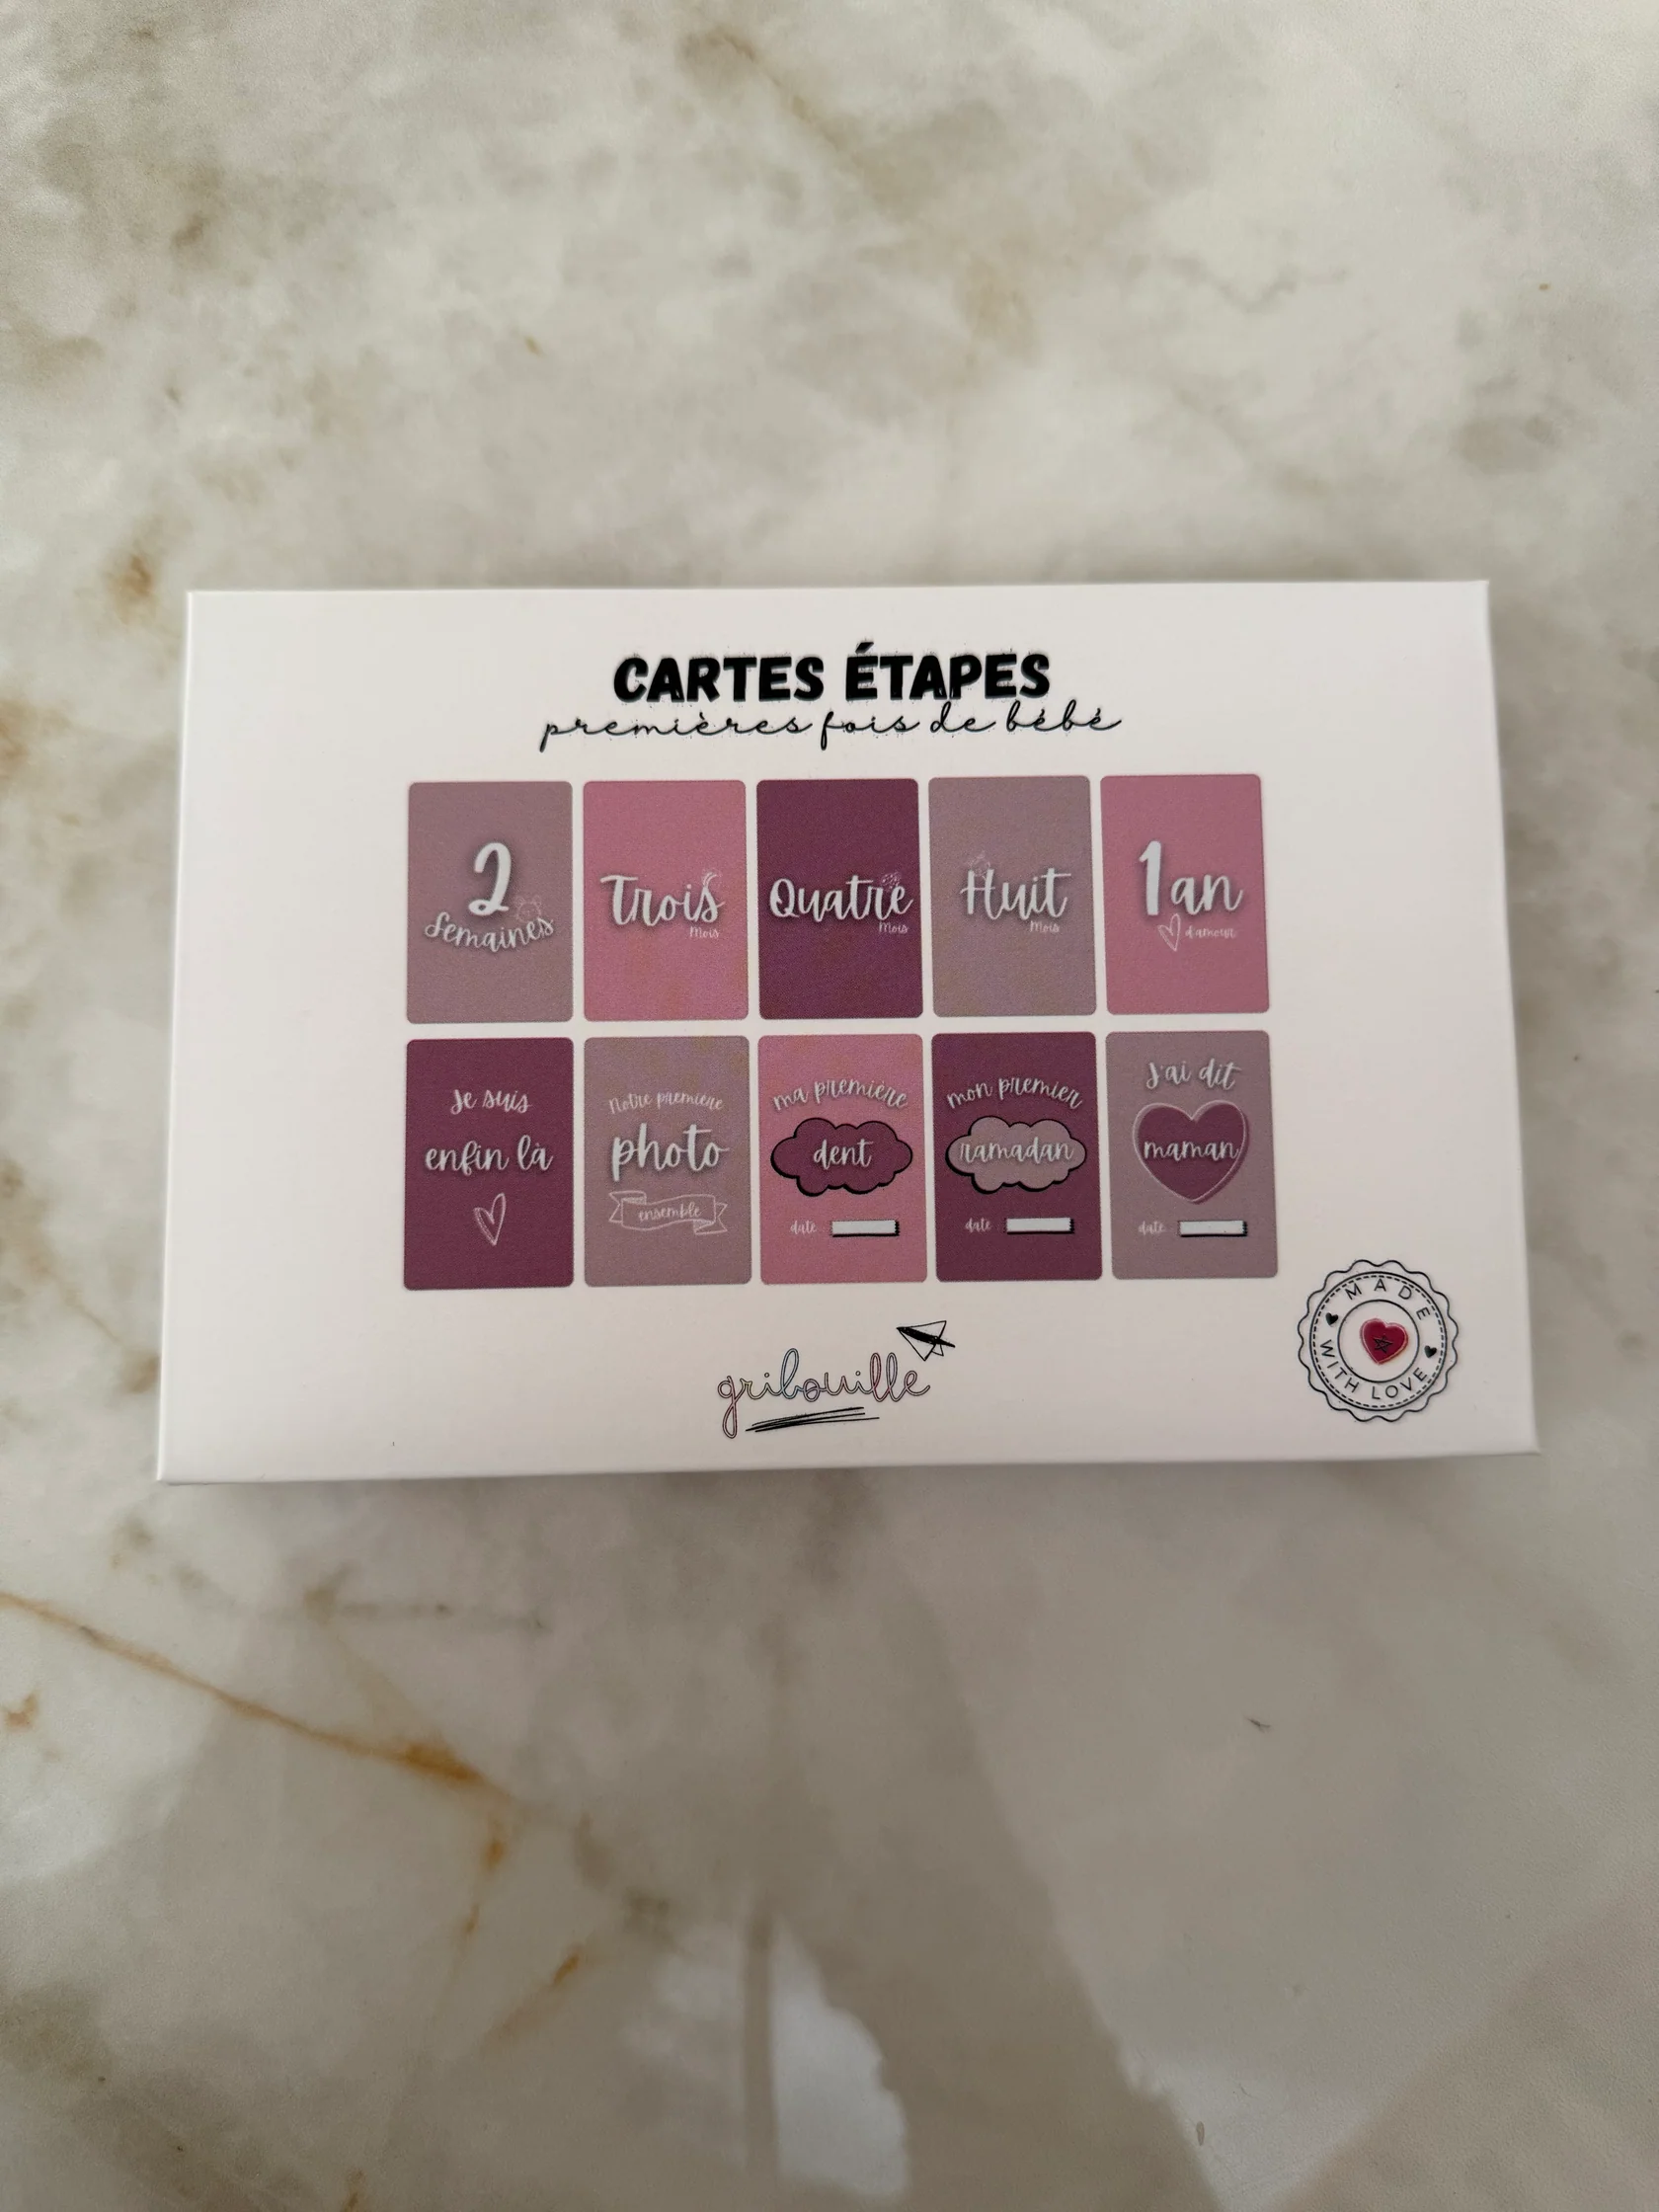 CARTES ÉTAPES
premières fois de bébé
2
Semaines
Trois
Mois
Quatre
Mois
Huit
Mois
1 an
d'amour
Je suis
enfin là
Notre première
photo
ensemble
ma première
dent
date
mon premier
ramadan
date
J'ai dit
maman
date
gribouille
MADE
WITH LOVE